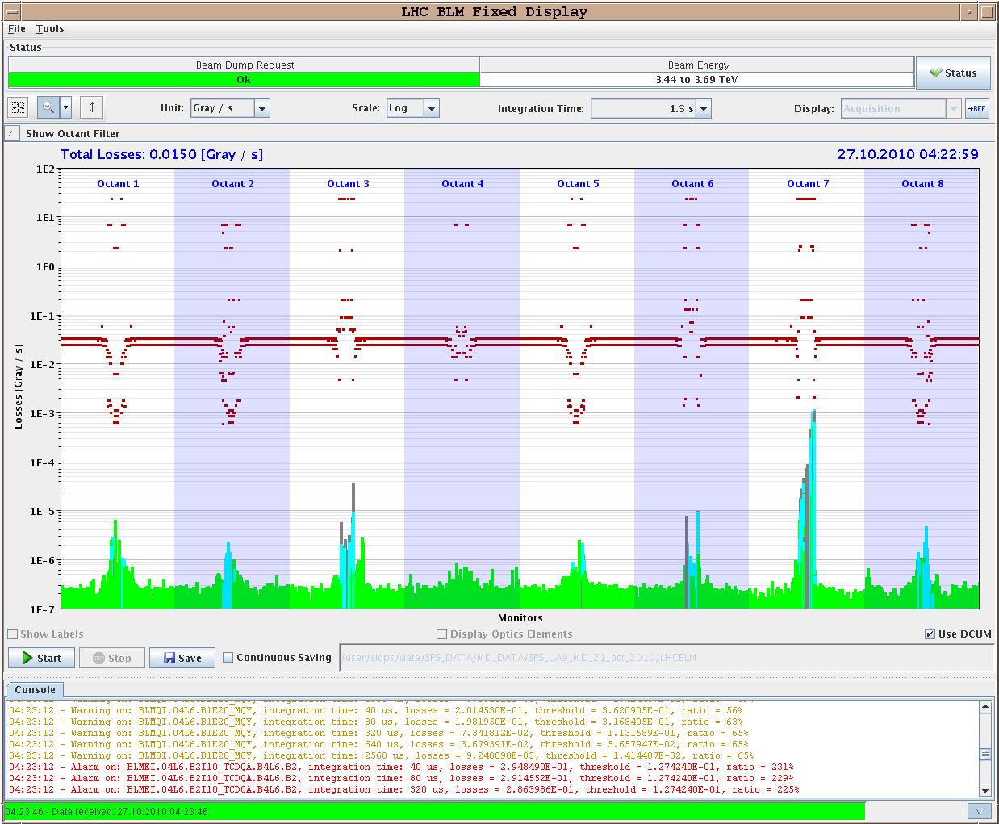 LHC BLM Fixed Display
File Tools
Status
Beam Dump Request Beam Energy
Ok 3.44 to 3.69 TeV
Status
Unit: Gray / s Scale: Log Integration Time: 1.3 s Display: Acquisition REF
Show Octant Filter
Total Losses: 0.0150 [Gray / s] 27.10.2010 04:22:59
Octant 1 Octant 2 Octant 3 Octant 4 Octant 5 Octant 6 Octant 7 Octant 8
Losses [Gray / s]
1E2
1E1
1E0
1E-1
1E-2
1E-3
1E-4
1E-5
1E-6
1E-7
Monitors
Show Labels Display Optics Elements Use DCUM
Start Stop Save Continuous Saving /user/slops/data/SPS_DATA/MD_DATA/SPS_UA9_MD_21_oct_2010/LHCBLM
Console
04:23:12 - Warning on: BLMQI.04L6.B1E20_MQY, integration time: 40 us, losses = 2.014530E-01, threshold = 3.620905E-01, ratio = 56%
04:23:12 - Warning on: BLMQI.04L6.B1E20_MQY, integration time: 80 us, losses = 1.981950E-01, threshold = 3.168405E-01, ratio = 63%
04:23:12 - Warning on: BLMQI.04L6.B1E20_MQY, integration time: 320 us, losses = 7.341812E-02, threshold = 1.131589E-01, ratio = 65%
04:23:12 - Warning on: BLMQI.04L6.B1E20_MQY, integration time: 640 us, losses = 3.679391E-02, threshold = 5.657947E-02, ratio = 65%
04:23:12 - Warning on: BLMQI.04L6.B1E20_MQY, integration time: 2560 us, losses = 9.240898E-03, threshold = 1.414487E-02, ratio = 65%
04:23:12 - Alarm on: BLMEI.04L6.B2I10_TCDQA.B4L6.B2, integration time: 40 us, losses = 2.948490E-01, threshold = 1.274240E-01, ratio = 231%
04:23:12 - Alarm on: BLMEI.04L6.B2I10_TCDQA.B4L6.B2, integration time: 80 us, losses = 2.914552E-01, threshold = 1.274240E-01, ratio = 229%
04:23:12 - Alarm on: BLMEI.04L6.B2I10_TCDQA.B4L6.B2, integration time: 320 us, losses = 2.863986E-01, threshold = 1.274240E-01, ratio = 225%
04:23:46 - Data received: 27.10.2010 04:23:46